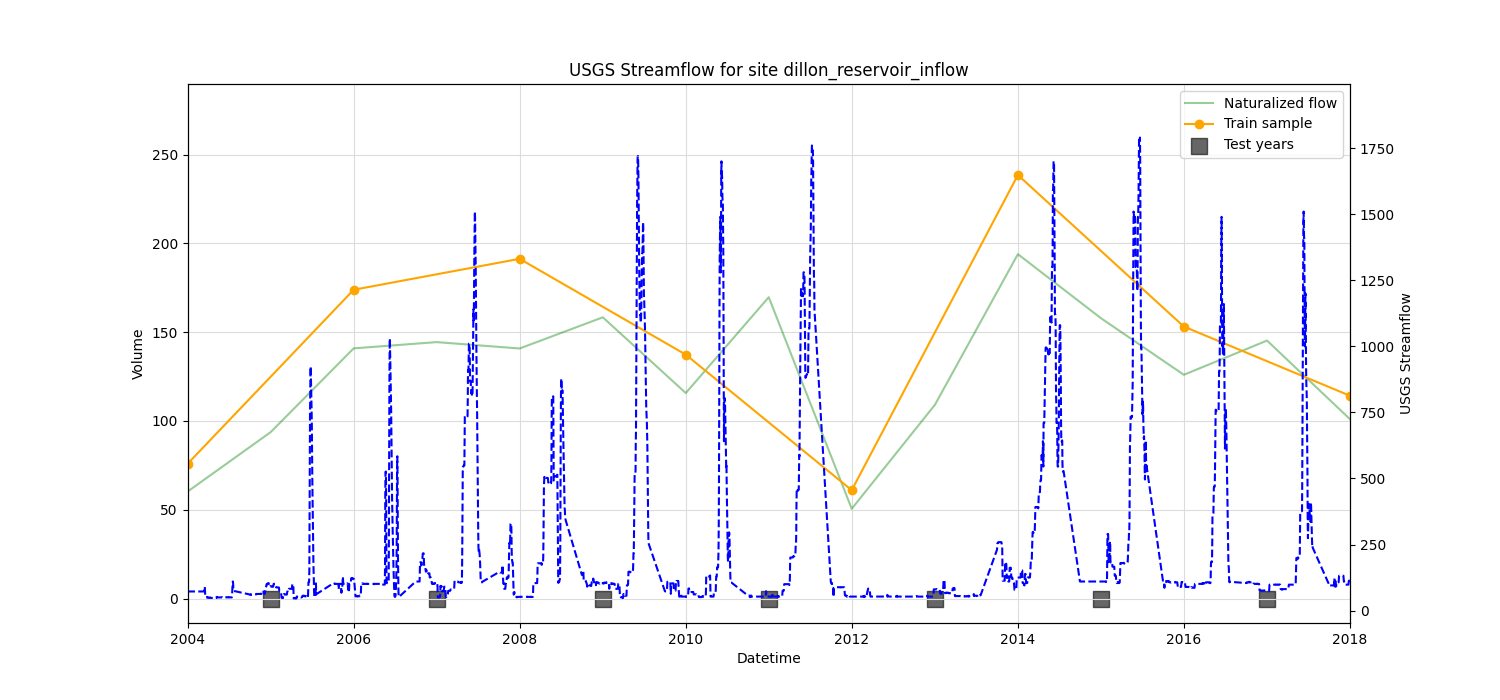 USGS Streamflow for site dillon_reservoir_inflow
Naturalized flow
Train sample
Test years
250
200
150
100
50
0
Volume
1750
1500
1250
1000
750
500
250
0
USGS Streamflow
2004 2006 2008 2010 2012 2014 2016 2018
Datetime